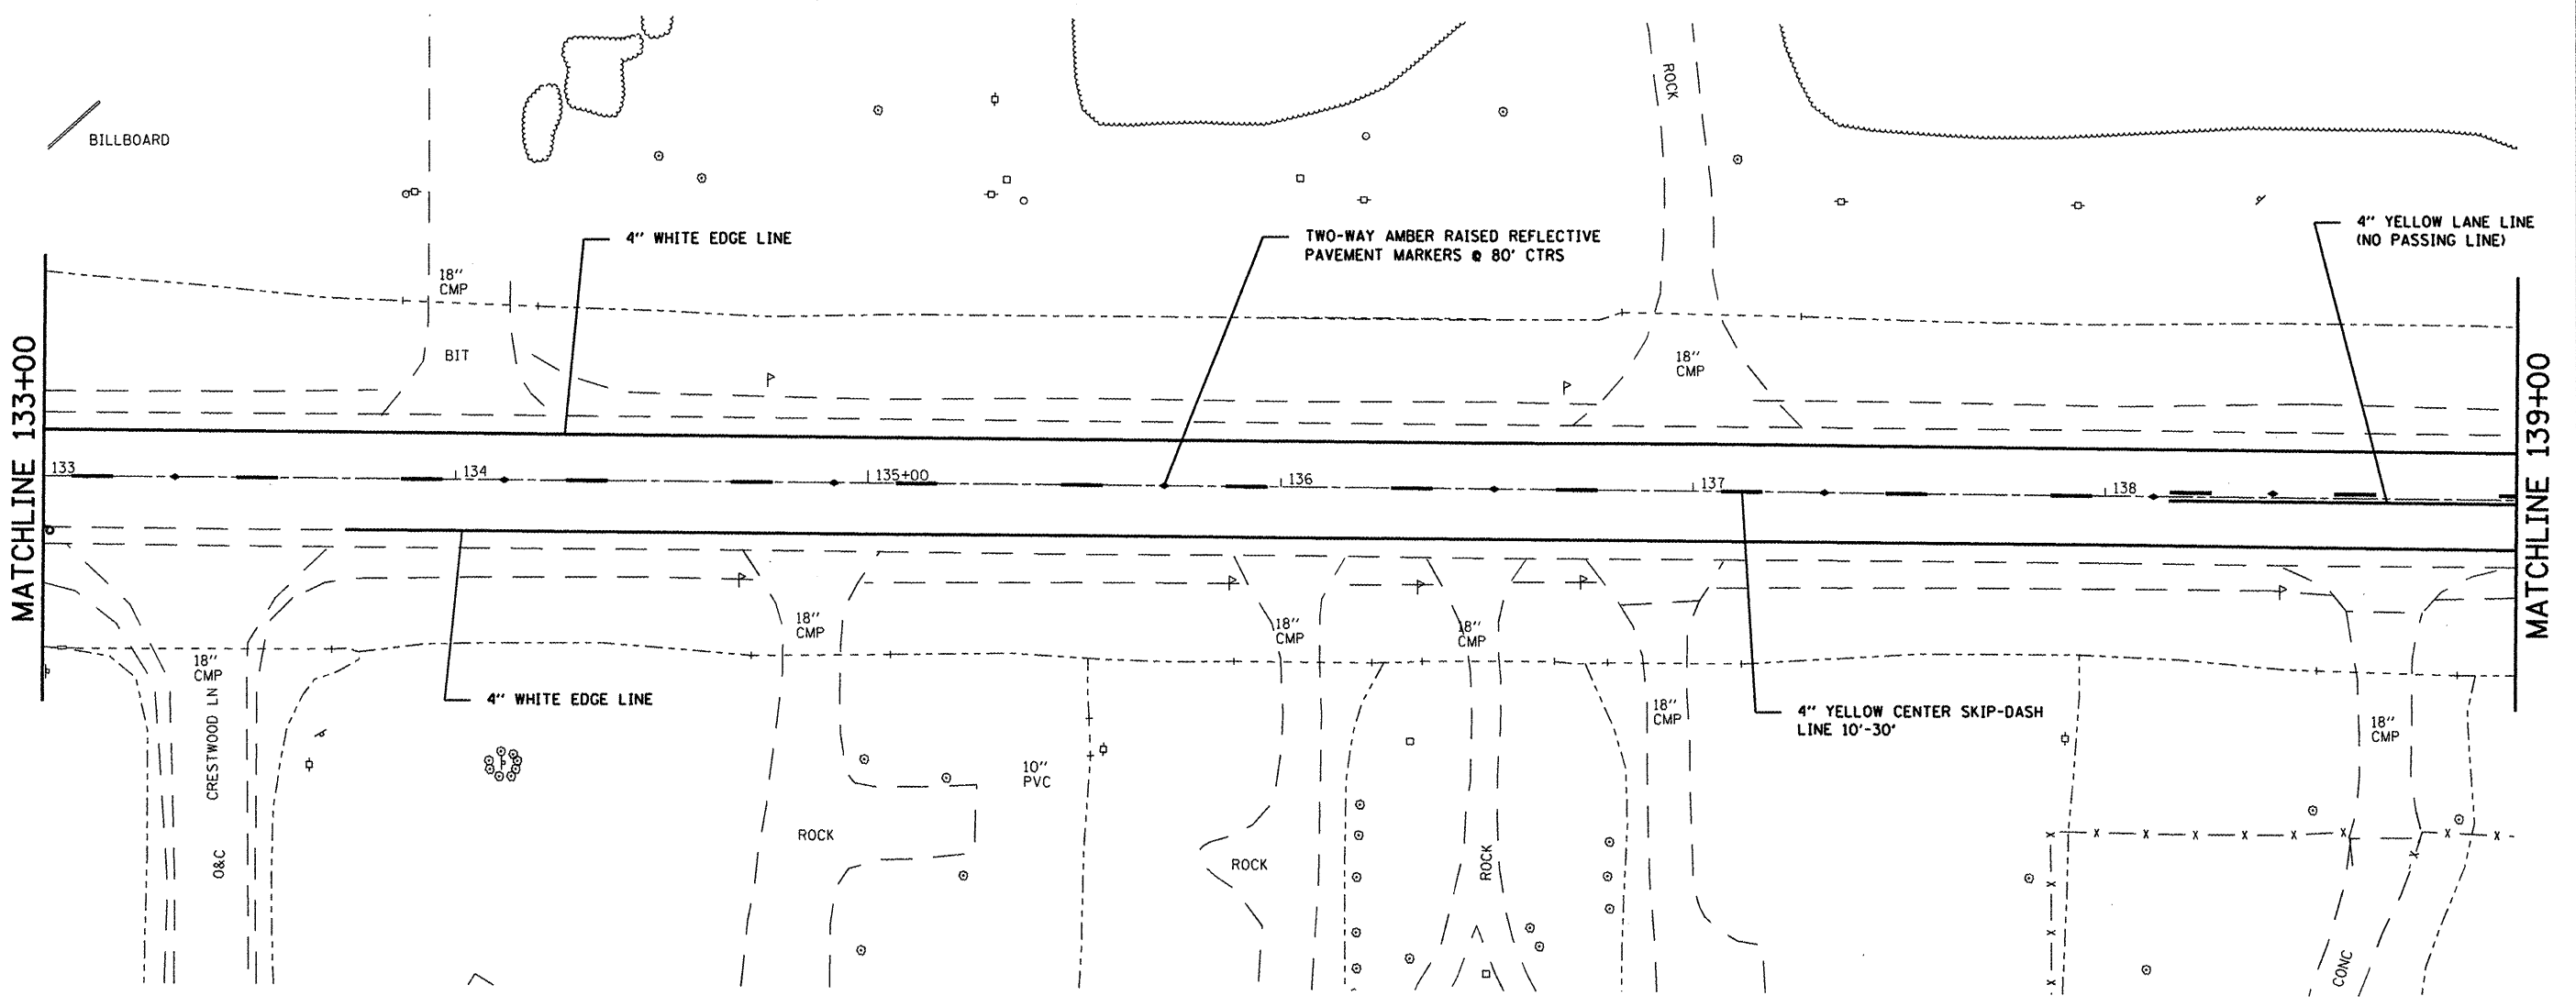 BILLBOARD
ROCK
4" WHITE EDGE LINE
TWO-WAY AMBER RAISED REFLECTIVE
PAVEMENT MARKERS @ 80' CTRS
4" YELLOW LANE LINE
(NO PASSING LINE)
18"
CMP
BIT
18"
CMP
MATCHLINE 133+00
MATCHLINE 139+00
133
134
135+00
136
137
138
18"
CMP
18"
CMP
18"
CMP
18"
CMP
18"
CMP
18"
CMP
4" WHITE EDGE LINE
4" YELLOW CENTER SKIP-DASH
LINE 10'-30'
CRESTWOOD LN
O&C
10"
PVC
ROCK
ROCK
ROCK
CONC